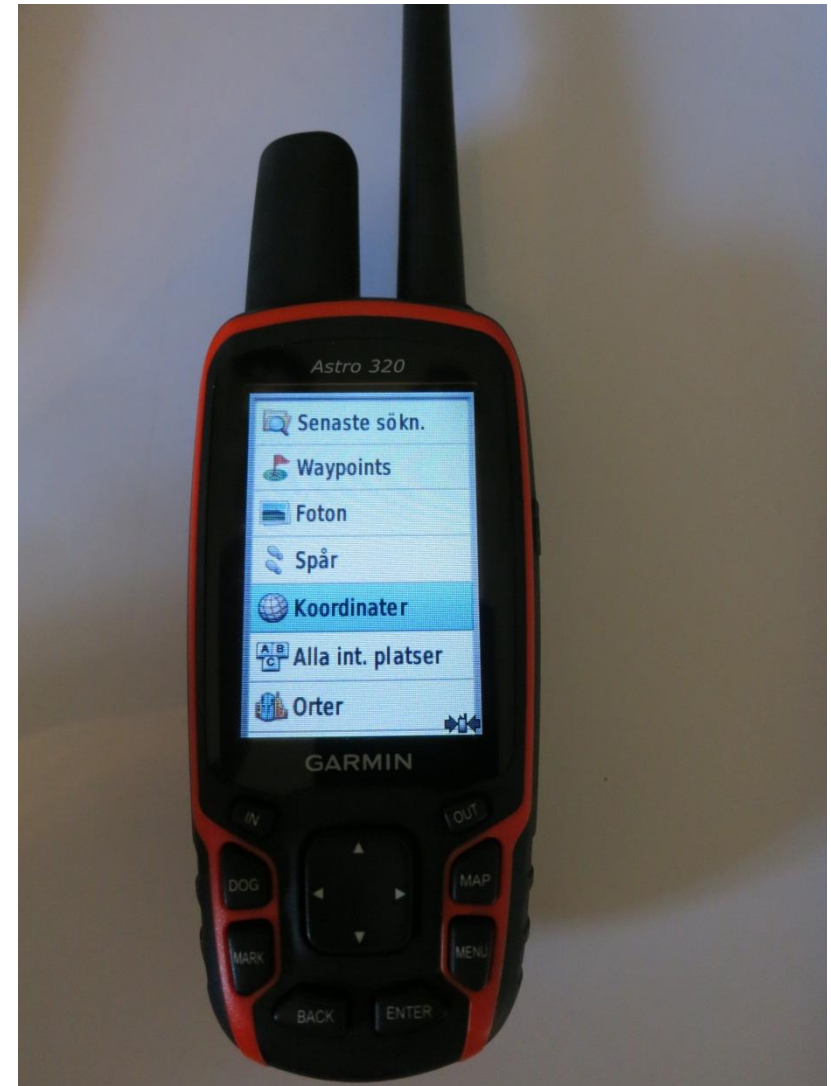 Astro 320
Senaste sökn.
Waypoints
Foton
Spår
Koordinater
A B
C
Alla int. platser
Orter
GARMIN
IN
OUT
DOG
MAP
MARK
MENU
BACK
ENTER